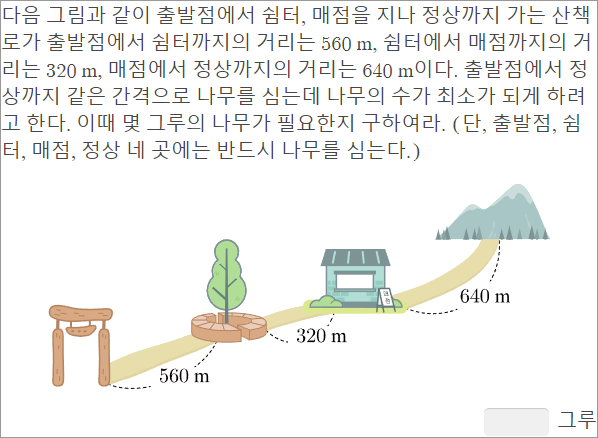 다음 그림과 같이 출발점에서 쉼터, 매점을 지나 정상까지 가는 산책
로가 출발점에서 쉼터까지의 거리는 560 m, 쉼터에서 매점까지의 거
리는 320 m, 매점에서 정상까지의 거리는 640 m이다. 출발점에서 정
상까지 같은 간격으로 나무를 심는데 나무의 수가 최소가 되게 하려
고 한다. 이때 몇 그루의 나무가 필요한지 구하여라. (단, 출발점, 쉼
터, 매점, 정상 네 곳에는 반드시 나무를 심는다.)
640 m
320 m
560 m
그루